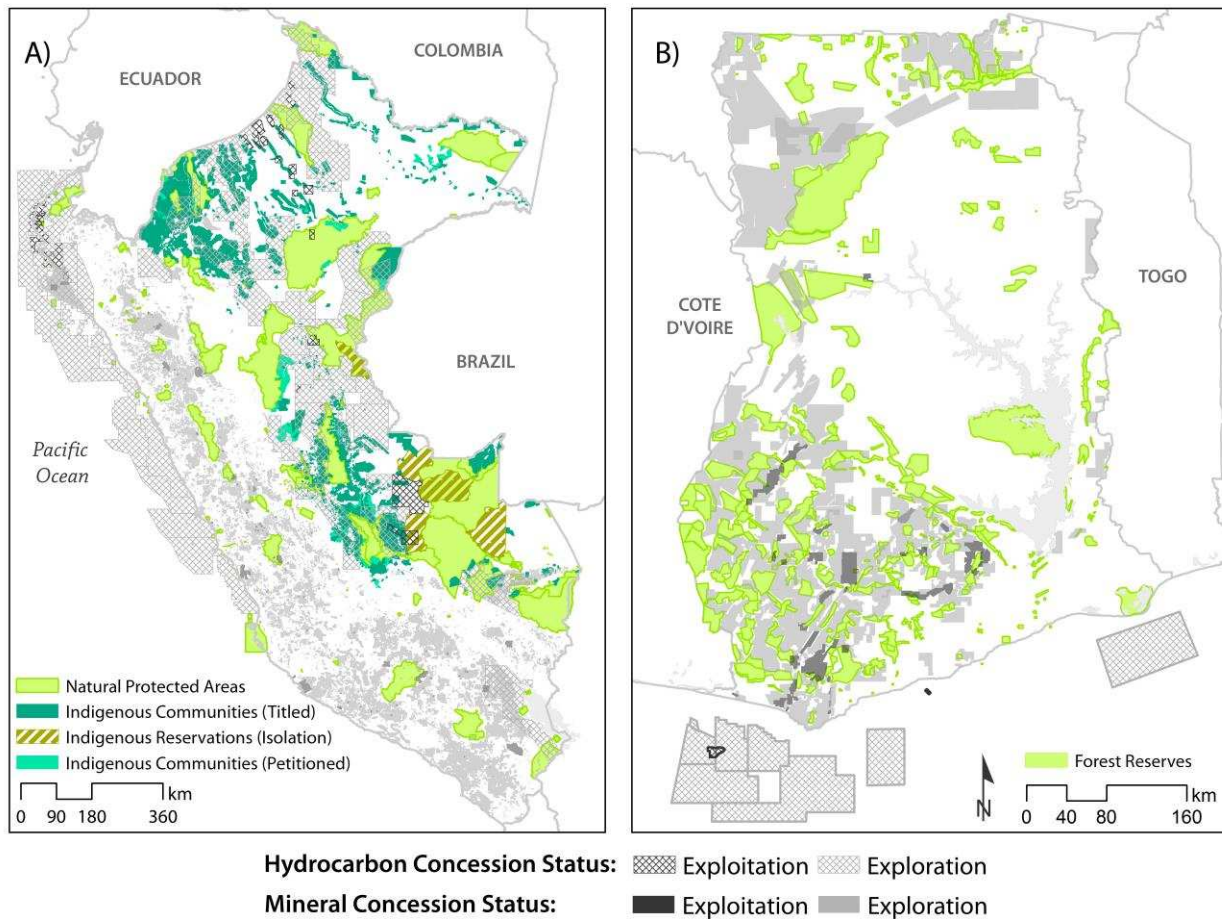 A)
COLOMBIA
ECUADOR
BRAZIL
Pacific
Ocean
Natural Protected Areas
Indigenous Communities (Titled)
Indigenous Reservations (Isolation)
Indigenous Communities (Petitioned)
km
0 90 180 360
B)
COTE
D'VOIRE
TOGO
N
Forest Reserves
km
0 40 80 160
Hydrocarbon Concession Status: Exploitation Exploration
Mineral Concession Status: Exploitation Exploration